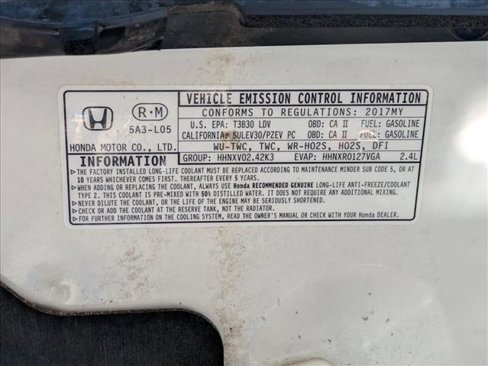 R-M
5A3-L05
HONDA MOTOR CO., LTD.
VEHICLE EMISSION CONTROL INFORMATION
CONFORMS TO REGULATIONS: 2017MY
U.S. EPA: T3B30 LDV OBD: CA II FUEL: GASOLINE
CALIFORNIA: SULEV30/PZEV PC OBD: CA II FUEL: GASOLINE
WU-TWC, TWC, WR-HO2S, HO2S, DFI
GROUP: HHNXV02.42K3 EVAP: HHNXR0127VGA 2.4L
INFORMATION
THE FACTORY INSTALLED LONG-LIFE COOLANT MUST BE REPLACED ACCORDING TO MAINTENANCE MINDER SUB CODE 5, OR AT
10 YEARS WHICHEVER COMES FIRST. THEREAFTER EVERY 5 YEARS.
WHEN ADDING/REPLACING THE COOLANT, ALWAYS USE Honda RECOMMENDED GENUINE LONG-LIFE ANTI-FREEZE/COOLANT
TYPE 2. THIS COOLANT IS PRE-MIXED WITH 50% DISTILLED WATER. IT DOES NOT REQUIRE ANY ADDITIONAL MIXING.
NEVER DILUTE THE COOLANT, OR THE LIFE OF THE ENGINE MAY BE SERIOUSLY IMPAIRED.
CHECK OR ADD THE COOLANT AT THE RESERVE TANK, NOT THE RADIATOR.
FOR FURTHER INFORMATION ON THE COOLING SYSTEM, READ THE OWNER'S MANUAL OR CHECK WITH YOUR Honda DEALER.